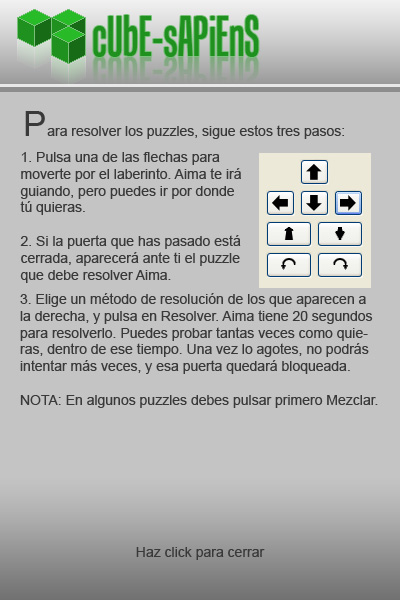 cUbE-sAPiEnS
Para resolver los puzzles, sigue estos tres pasos:
1. Pulsa una de las flechas para
moverte por el laberinto. Aima te irá
guiando, pero puedes ir por donde
tú quieras.
2. Si la puerta que has pasado está
cerrada, aparecerá ante ti el puzzle
que debe resolver Aima.
3. Elige un método de resolución de los que aparecen a
la derecha, y pulsa en Resolver. Aima tiene 20 segundos
para resolverlo. Puedes probar tantas veces como quie-
ras, dentro de ese tiempo. Una vez lo agotes, no podrás
intentar más veces, y esa puerta quedará bloqueada.
NOTA: En algunos puzzles debes pulsar primero Mezclar.
Haz click para cerrar